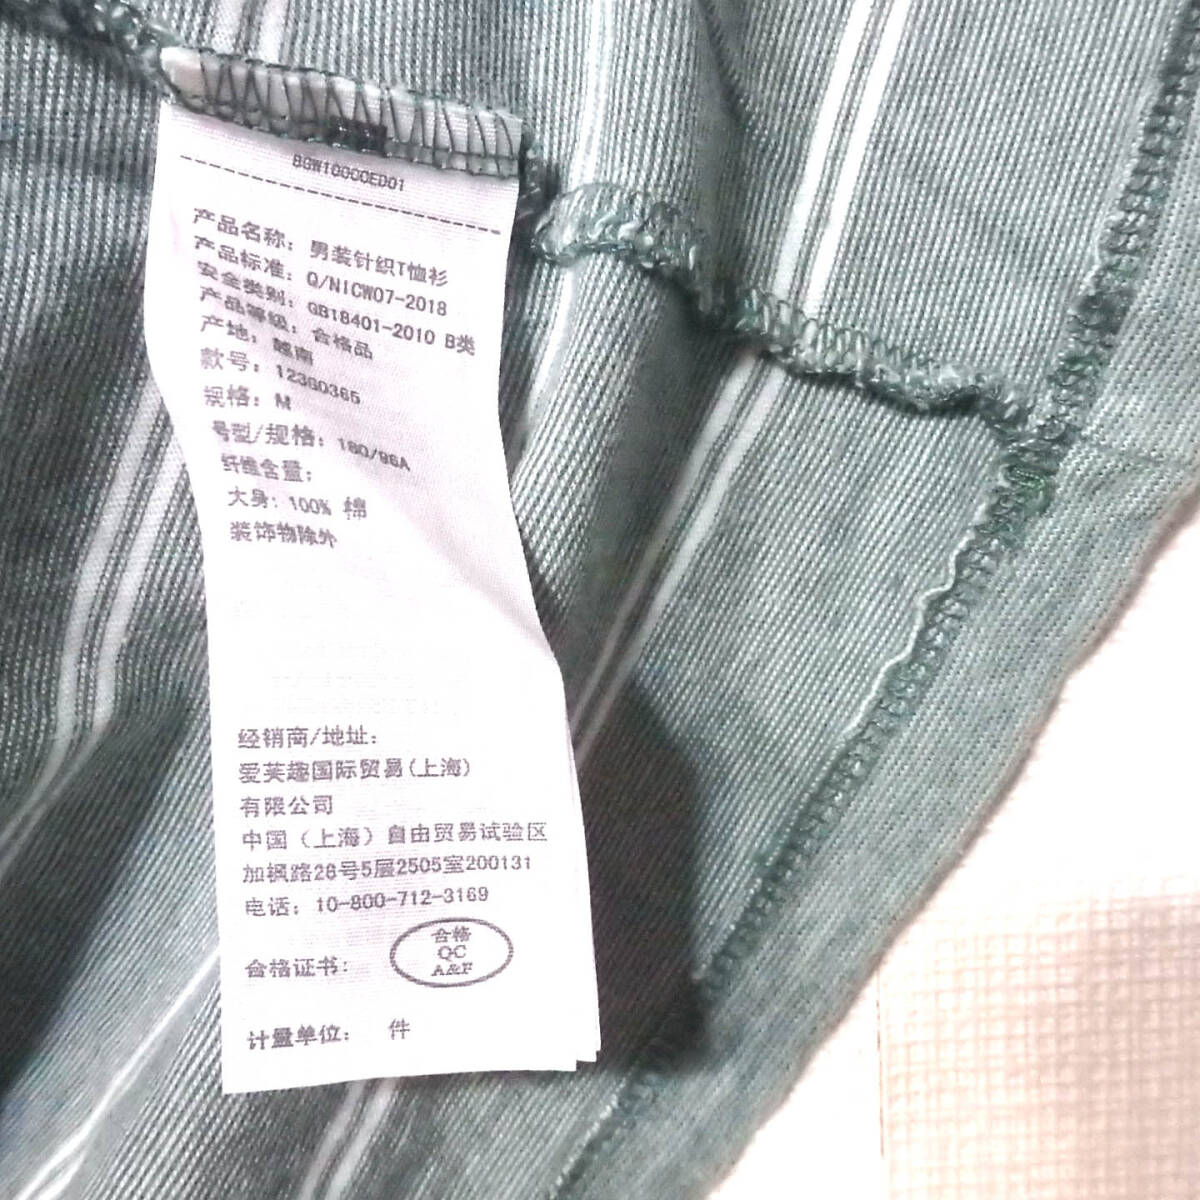 BGW10000ED01
产品名称: 男装针织T恤衫
产品标准: Q/NICW07-2018
安全类别: GB18401-2010 B类
产品等级: 合格品
产地: 越南
款号: 12360365
规格: M
号型/规格: 180/96A
纤维含量:
大身: 100% 棉
装饰物除外
经销商/地址:
爱芙趣国际贸易(上海)
有限公司
中国(上海)自由贸易试验区
加枫路28号5层2505室200131
电话: 10-800-712-3169
合格
QC
A&F
合格证书:
计量单位: 件